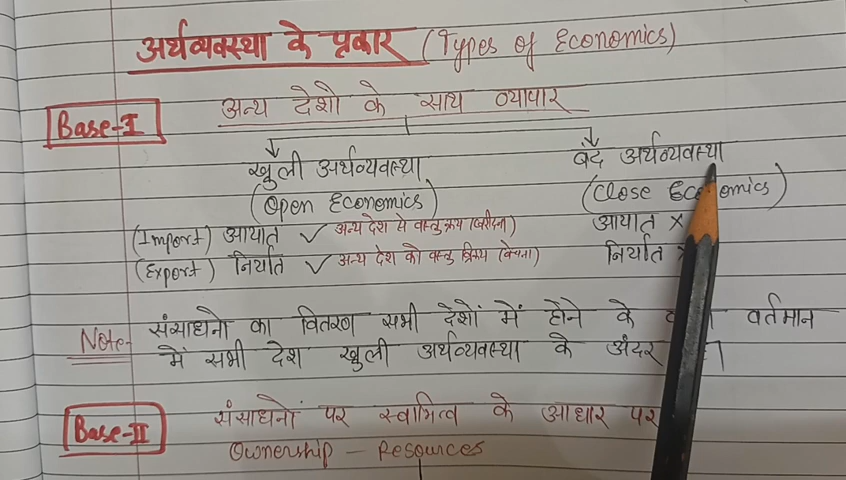 अर्थव्यवस्था के प्रकार (Types of Economics)
Base-I अन्य देशो के साथ व्यापार
खुली अर्थव्यवस्था बंद अर्थव्यवस्था
(Open Economics) (Close Economics)
(Import) आयात ✓ अन्य देश से वस्तु क्रय (खरीदना) आयात ×
(Export) निर्यात ✓ अन्य देश को वस्तु विक्रय (बेचना) निर्यात ×
Note- संसाधनो का वितरण सभी देशों में होने के वर्तमान
में सभी देश खुली अर्थव्यवस्था के अंदर
Base-II संसाधनों पर स्वामित्व के आधार पर
Ownership - Resources